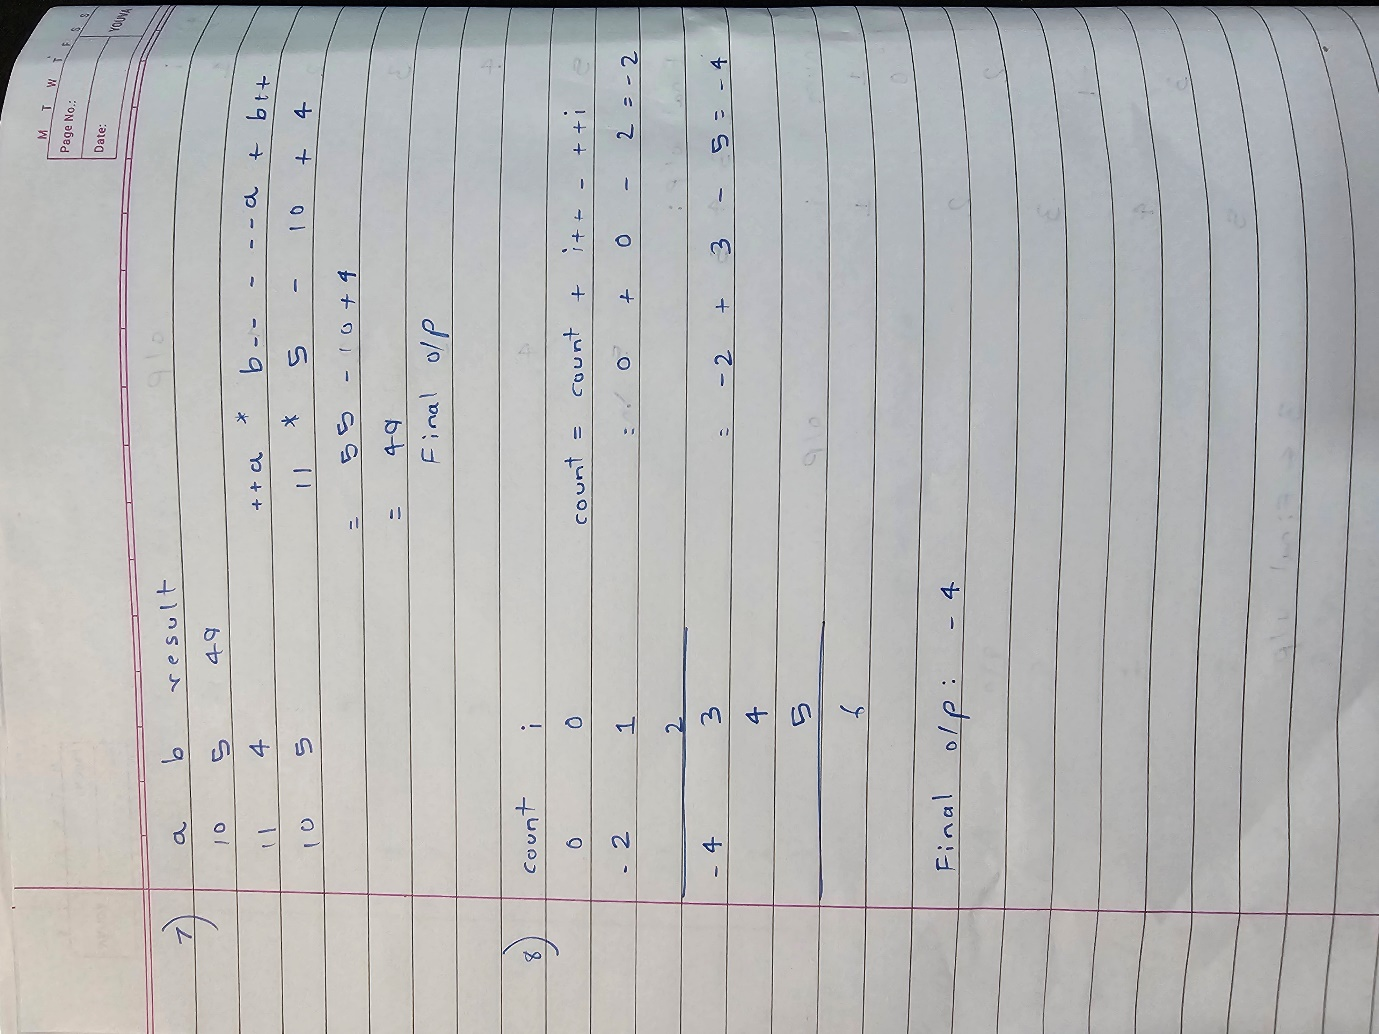 M T W T F S S
Page No.:
Date:
YOUVA
7) a b result
10 5 49
11 4 ++a * b-- - --a + b++
10 5 11 * 5 - 10 + 4
= 55 - 10 + 4
= 49
Final o/p
8) count i
0 0 count = count + i++ - ++i
-2 1 = 0 + 0 - 2 = -2
2
-4 3 = -2 + 3 - 5 = -4
4
5
6
Final o/p: -4